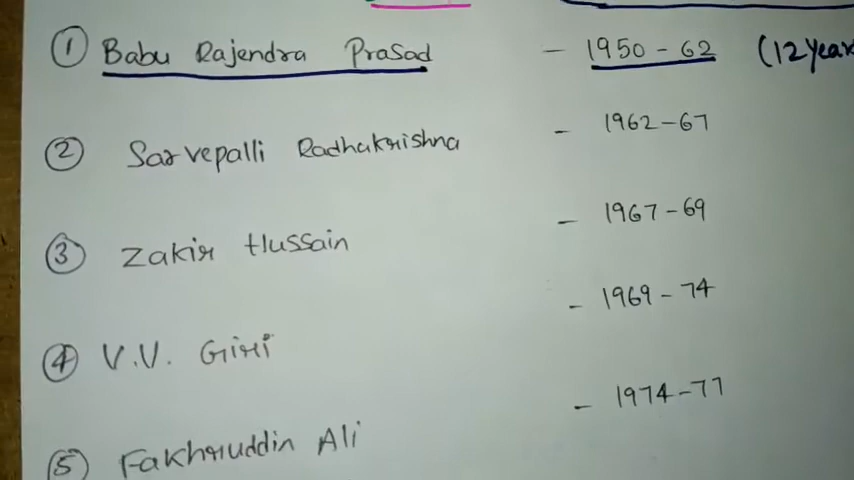 ① Babu Rajendra Prasad - 1950 - 62 (12 Years
② Sarvepalli Radhakrishna - 1962-67
③ Zakir Hussain - 1967-69
④ V.V. Giri - 1969 - 74
⑤ Fakhruddin Ali - 1974-77